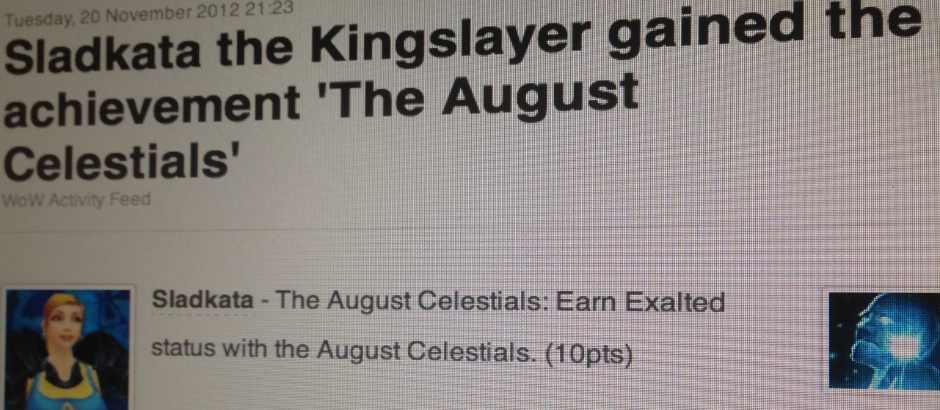 Tuesday, 20 November 2012 21:23
Sladkata the Kingslayer gained the
achievement 'The August
Celestials'
WoW Activity Feed
Sladkata - The August Celestials: Earn Exalted
status with the August Celestials. (10pts)